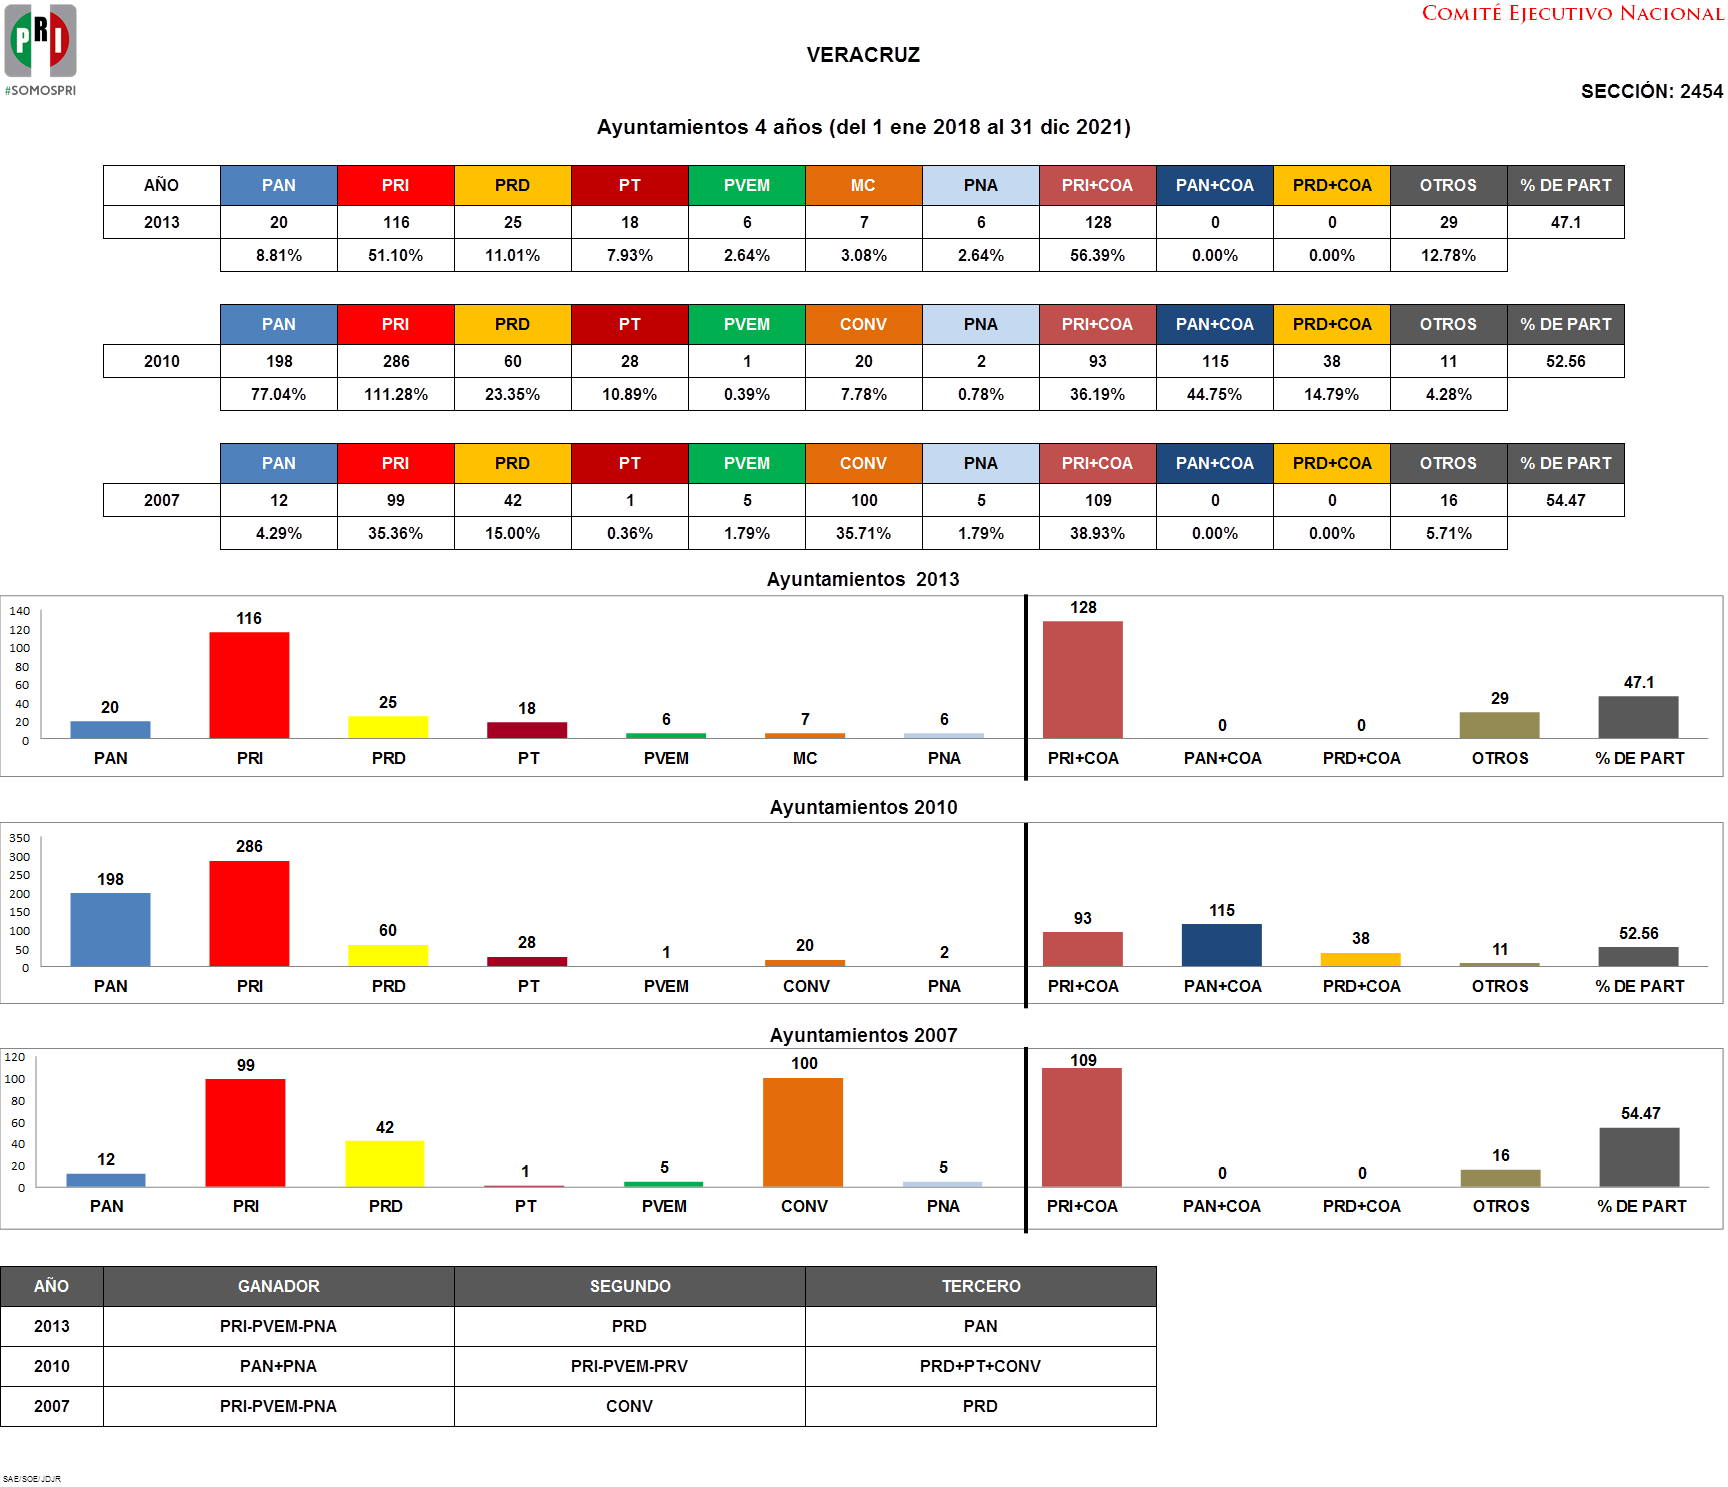 PRI
#SOMOSPRI
COMITÉ EJECUTIVO NACIONAL
VERACRUZ
SECCIÓN: 2454
Ayuntamientos 4 años (del 1 ene 2018 al 31 dic 2021)
AÑO PAN PRI PRD PT PVEM MC PNA PRI+COA PAN+COA PRD+COA OTROS % DE PART
2013 20 116 25 18 6 7 6 128 0 0 29 47.1
8.81% 51.10% 11.01% 7.93% 2.64% 3.08% 2.64% 56.39% 0.00% 0.00% 12.78%
PAN PRI PRD PT PVEM CONV PNA PRI+COA PAN+COA PRD+COA OTROS % DE PART
2010 198 286 60 28 1 20 2 93 115 38 11 52.56
77.04% 111.28% 23.35% 10.89% 0.39% 7.78% 0.78% 36.19% 44.75% 14.79% 4.28%
PAN PRI PRD PT PVEM CONV PNA PRI+COA PAN+COA PRD+COA OTROS % DE PART
2007 12 99 42 1 5 100 5 109 0 0 16 54.47
4.29% 35.36% 15.00% 0.36% 1.79% 35.71% 1.79% 38.93% 0.00% 0.00% 5.71%
Ayuntamientos 2013
140
120
100
80
60
40
20
0
20 116 25 18 6 7 6 128 0 0 29 47.1
PAN PRI PRD PT PVEM MC PNA PRI+COA PAN+COA PRD+COA OTROS % DE PART
Ayuntamientos 2010
350
300
250
200
150
100
50
0
198 286 60 28 1 20 2 93 115 38 11 52.56
PAN PRI PRD PT PVEM CONV PNA PRI+COA PAN+COA PRD+COA OTROS % DE PART
Ayuntamientos 2007
120
100
80
60
40
20
0
12 99 42 1 5 100 5 109 0 0 16 54.47
PAN PRI PRD PT PVEM CONV PNA PRI+COA PAN+COA PRD+COA OTROS % DE PART
AÑO GANADOR SEGUNDO TERCERO
2013 PRI-PVEM-PNA PRD PAN
2010 PAN+PNA PRI-PVEM-PRV PRD+PT+CONV
2007 PRI-PVEM-PNA CONV PRD
SAE/SOE/JDJR